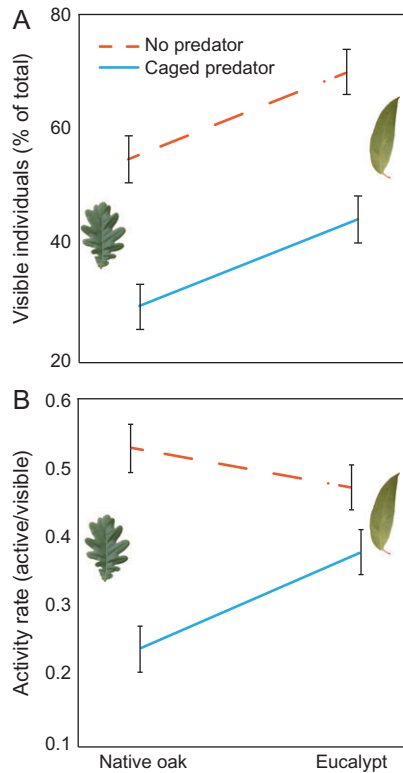 A
80
No predator
Caged predator
60
40
20
Visible individuals (% of total)
B
0.6
0.5
0.4
0.3
0.2
0.1
Activity rate (active/visible)
Native oak
Eucalypt